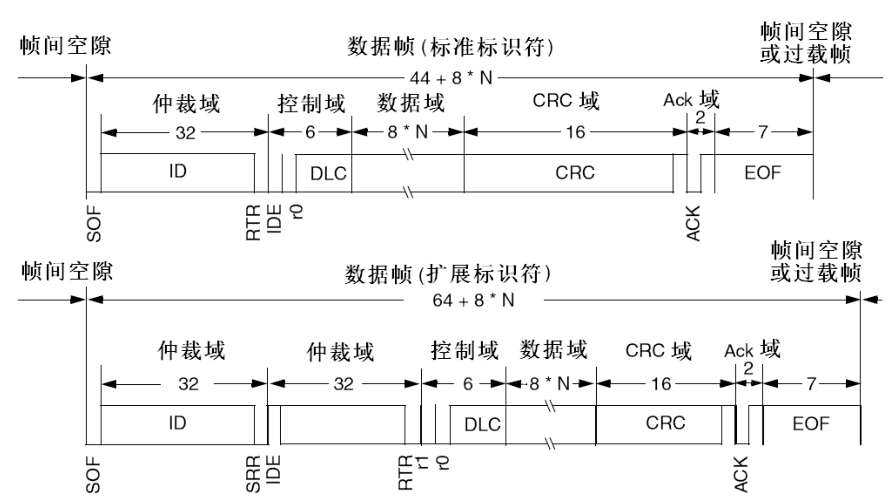 帧间空隙
数据帧(标准标识符)
帧间空隙
或过载帧
44 + 8 * N
仲裁域
控制域
数据域
CRC 域
Ack 域
32
6
8 * N
16
2
7
ID
DLC
CRC
EOF
SOF
RTR
IDE
r0
ACK
帧间空隙
数据帧(扩展标识符)
帧间空隙
或过载帧
64 + 8 * N
仲裁域
仲裁域
控制域
数据域
CRC 域
Ack 域
32
32
6
8 * N
16
2
7
ID
DLC
CRC
EOF
SOF
SRR
IDE
RTR
r1
r0
ACK